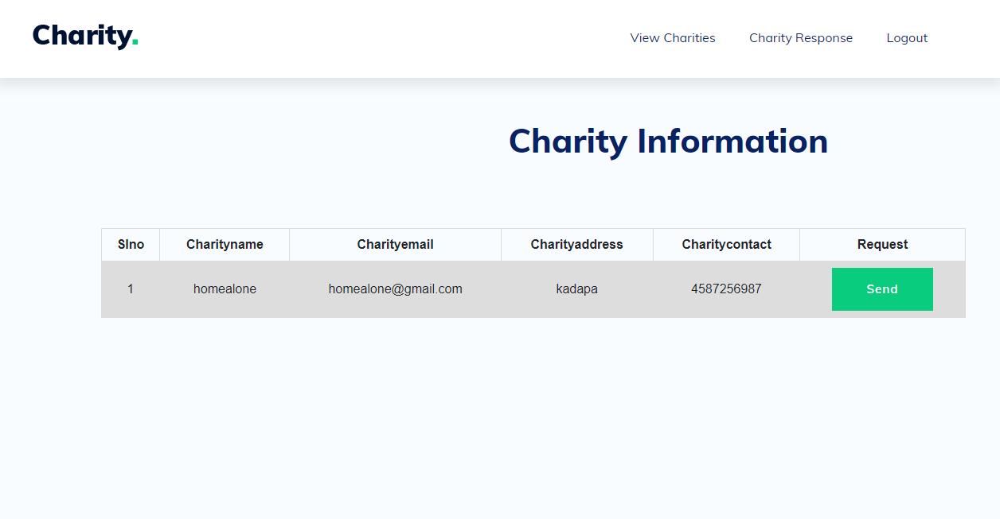 Charity.
View Charities Charity Response Logout
Charity Information
Slno Charityname Charityemail Charityaddress Charitycontact Request
1 homealone homealone@gmail.com kadapa 4587256987 Send